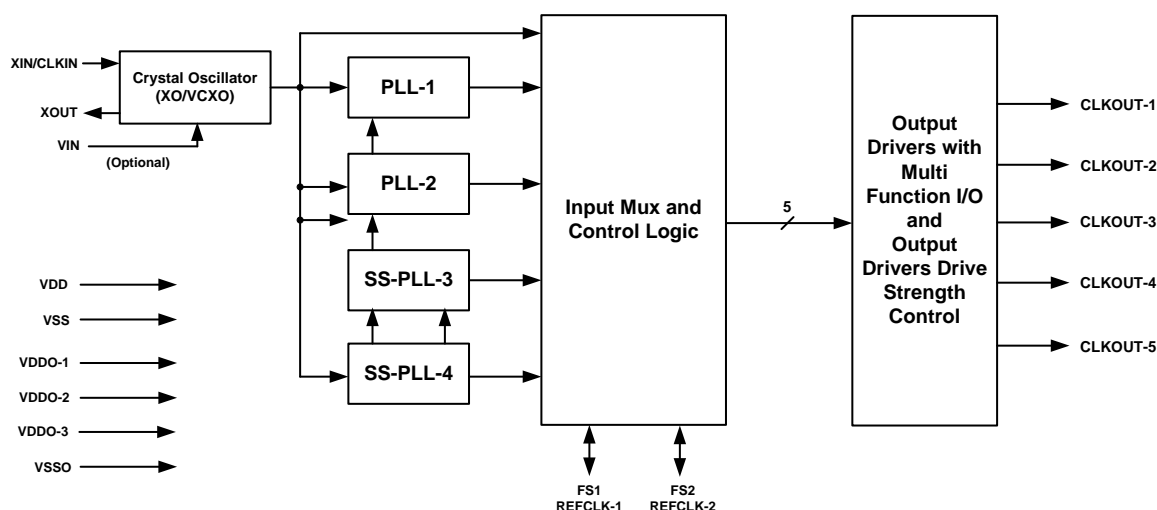 XIN/CLKIN
XOUT
VIN
(Optional)
Crystal Oscillator
(XO/VCXO)
PLL-1
PLL-2
SS-PLL-3
SS-PLL-4
Input Mux and
Control Logic
5
Output
Drivers with
Multi
Function I/O
and
Output
Drivers Drive
Strength
Control
CLKOUT-1
CLKOUT-2
CLKOUT-3
CLKOUT-4
CLKOUT-5
VDD
VSS
VDDO-1
VDDO-2
VDDO-3
VSSO
FS1
REFCLK-1
FS2
REFCLK-2